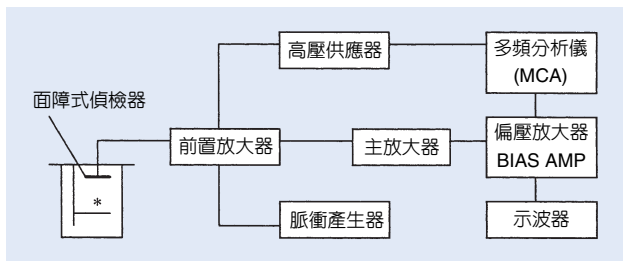 高壓供應器
多頻分析儀
(MCA)
面障式偵檢器
前置放大器
主放大器
偏壓放大器
BIAS AMP
*
脈衝產生器
示波器